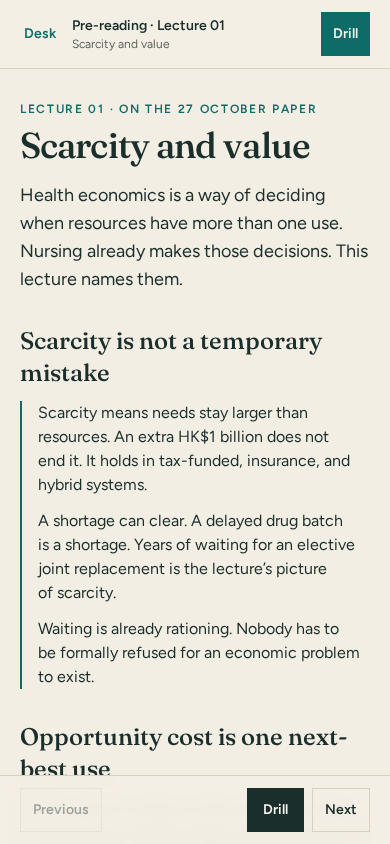 Desk
Pre-reading · Lecture 01
Scarcity and value
Drill
LECTURE 01 · ON THE 27 OCTOBER PAPER
Scarcity and value
Health economics is a way of deciding
when resources have more than one use.
Nursing already makes those decisions. This
lecture names them.
Scarcity is not a temporary
mistake
Scarcity means needs stay larger than
resources. An extra HK$1 billion does not
end it. It holds in tax-funded, insurance, and
hybrid systems.
A shortage can clear. A delayed drug batch
is a shortage. Years of waiting for an elective
joint replacement is the lecture’s picture
of scarcity.
Waiting is already rationing. Nobody has to
be formally refused for an economic problem
to exist.
Opportunity cost is one next-
best use
Previous
Drill
Next